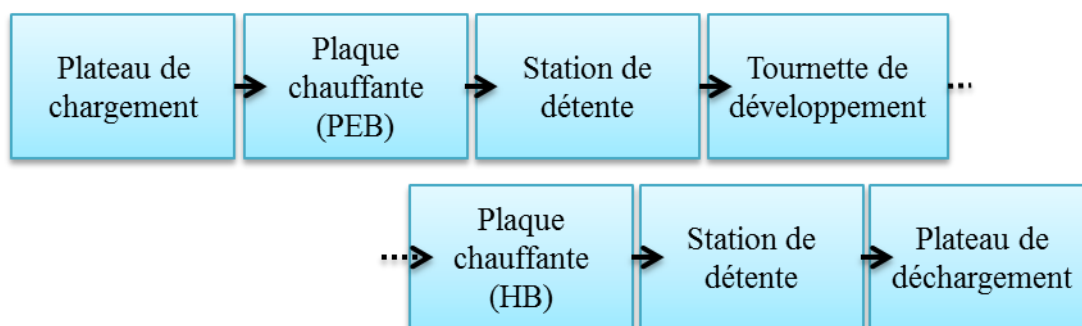 Plateau de
chargement
Plaque
chauffante
(PEB)
Station de
détente
Tournette de
développement
Plaque
chauffante
(HB)
Station de
détente
Plateau de
déchargement